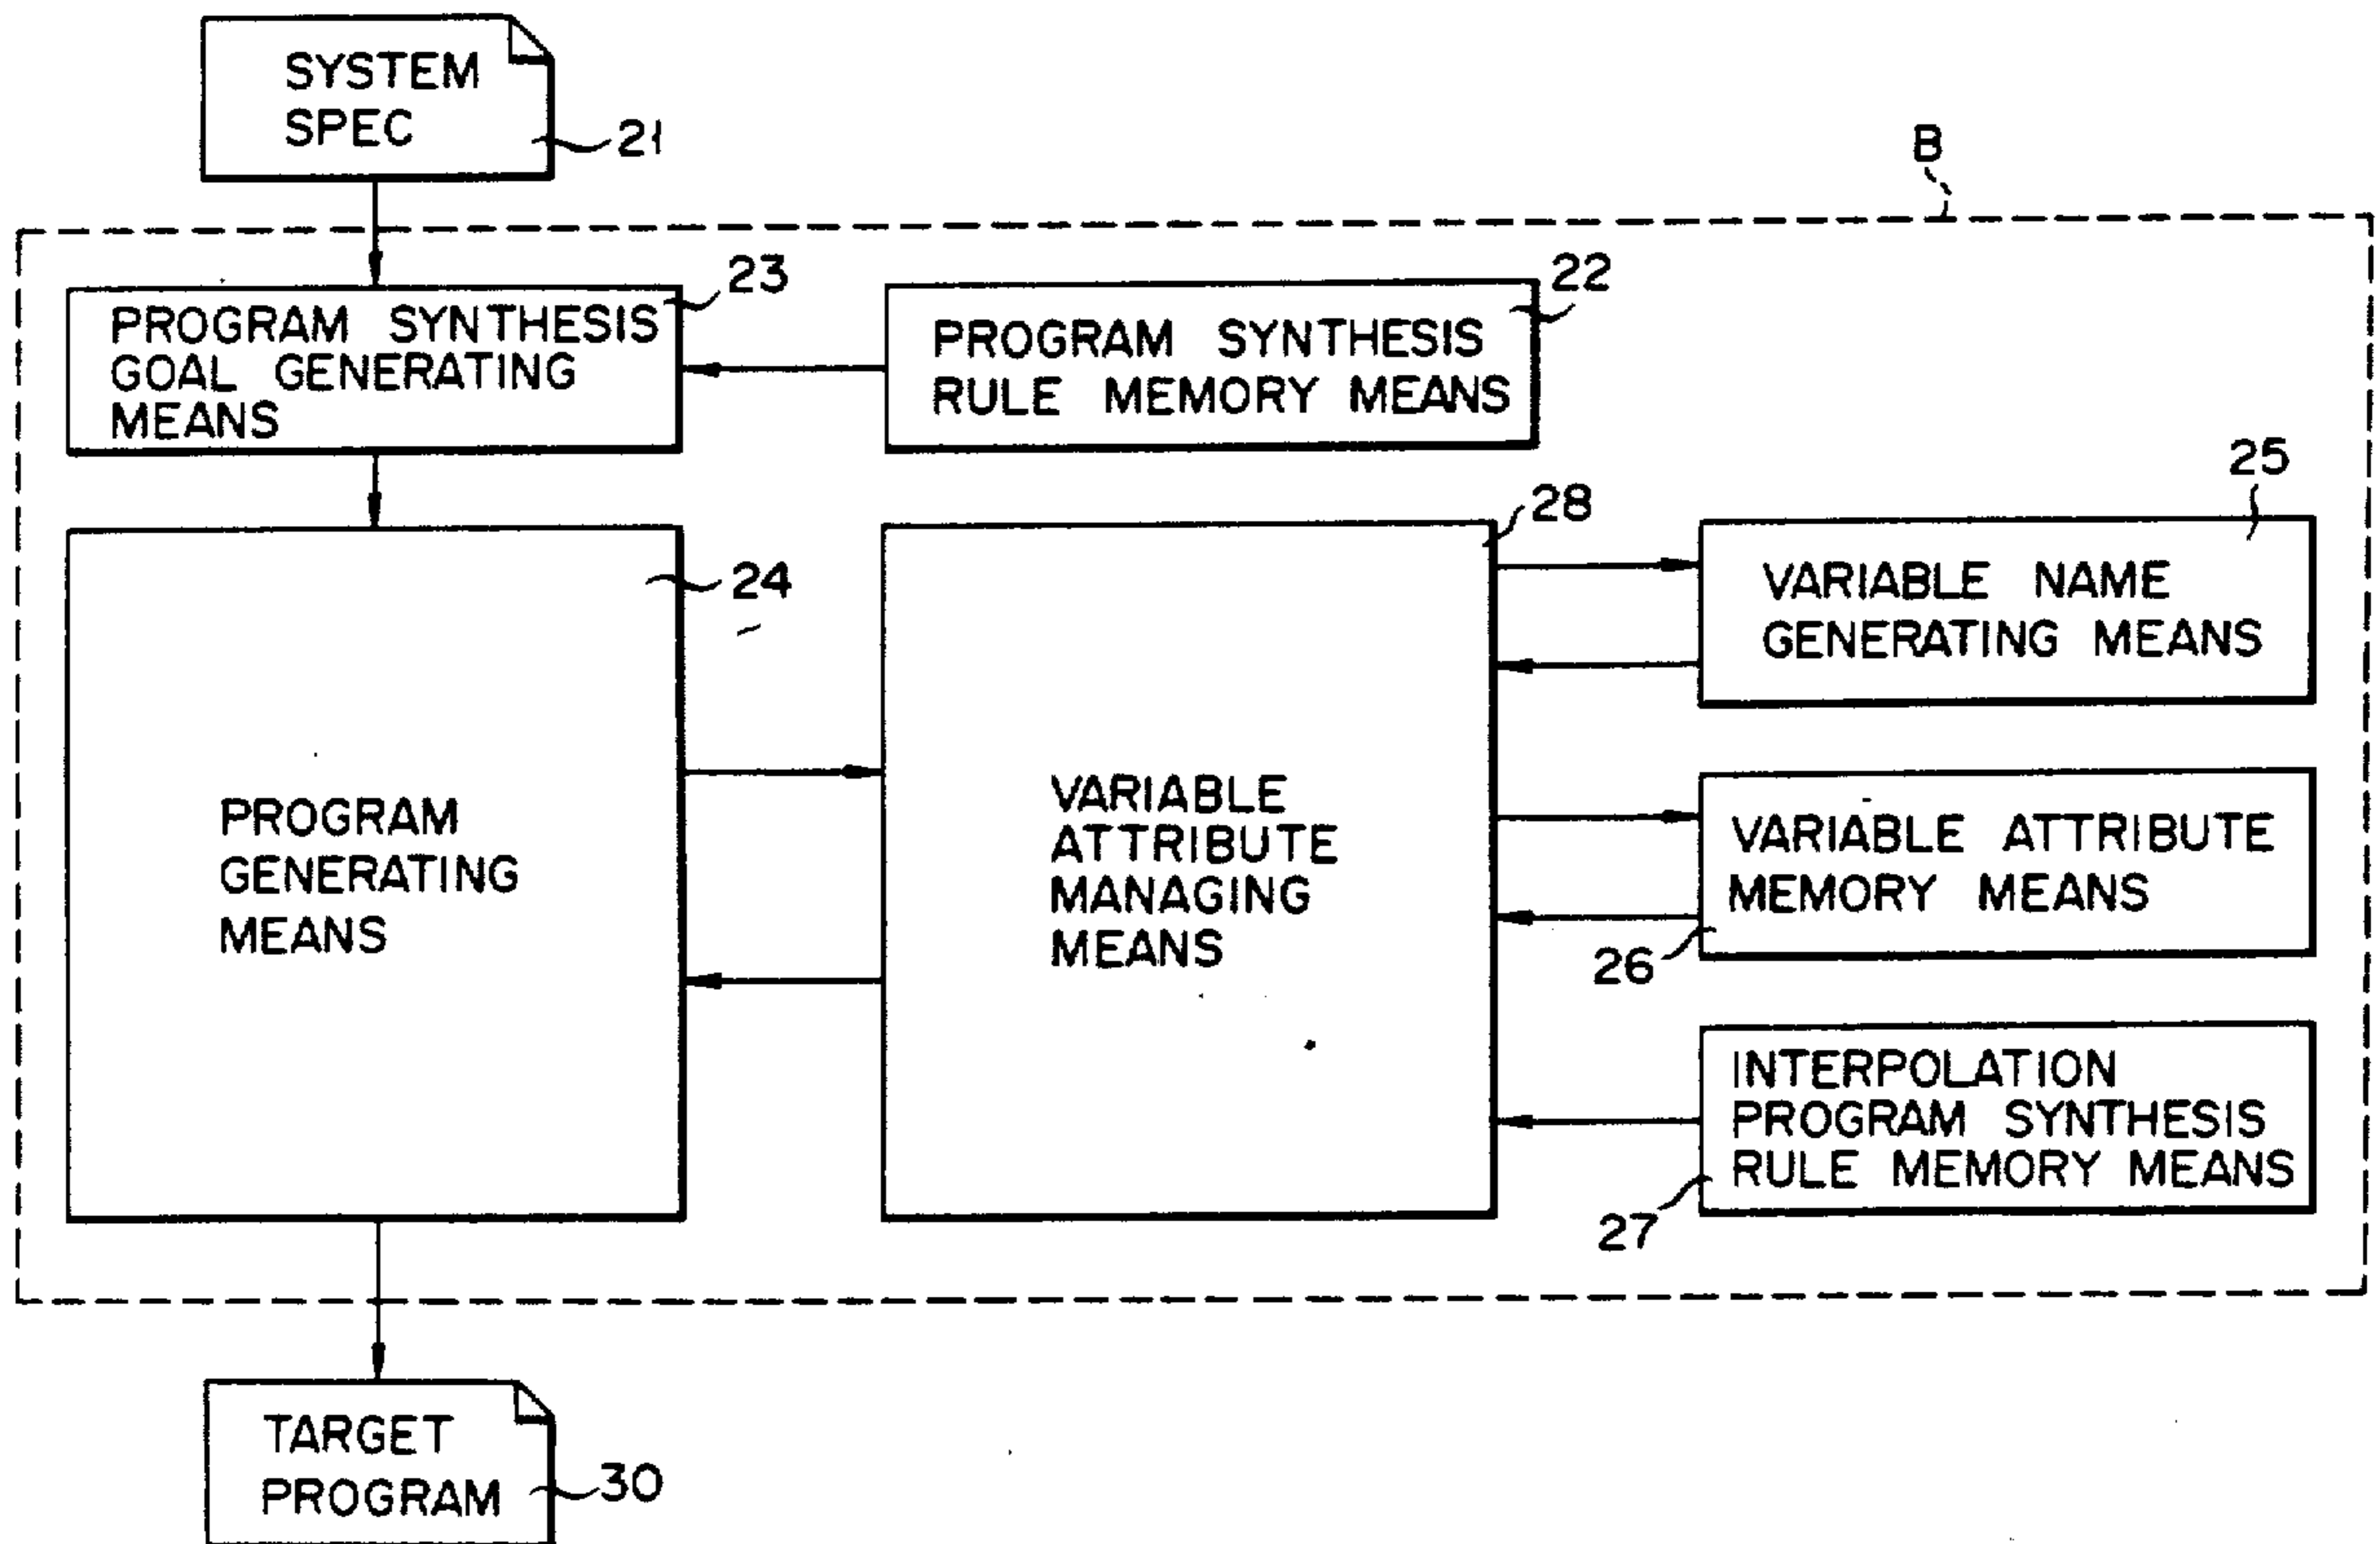 SYSTEM
SPEC
21
B
23
PROGRAM SYNTHESIS
GOAL GENERATING
MEANS
22
PROGRAM SYNTHESIS
RULE MEMORY MEANS
24
PROGRAM
GENERATING
MEANS
28
VARIABLE
ATTRIBUTE
MANAGING
MEANS
25
VARIABLE NAME
GENERATING MEANS
VARIABLE ATTRIBUTE
MEMORY MEANS
26
INTERPOLATION
PROGRAM SYNTHESIS
RULE MEMORY MEANS
27
TARGET
PROGRAM
30